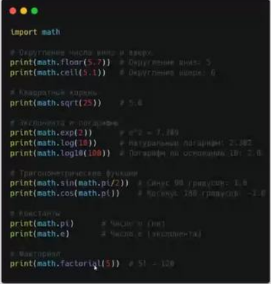 import math
# Округление числа вниз и вверх
print(math.floor(5.7)) # Округление вниз: 5
print(math.ceil(5.1)) # Округление вверх: 6
# Квадратный корень
print(math.sqrt(25)) # 5.0
# Экспонента и логарифмы
print(math.exp(2)) # e^2 = 7.389
print(math.log(10)) # Натуральный логарифм: 2.302
print(math.log10(100)) # Логарифм по основанию 10: 2.0
# Тригонометрические функции
print(math.sin(math.pi/2)) # Синус 90 градусов: 1.0
print(math.cos(math.pi)) # 180 градусов: -1.0
# Константы
print(math.pi) # Число π (пи)
print(math.e) # Число e (экспонента)
# Факториал
print(math.factorial(5)) # 5! = 120